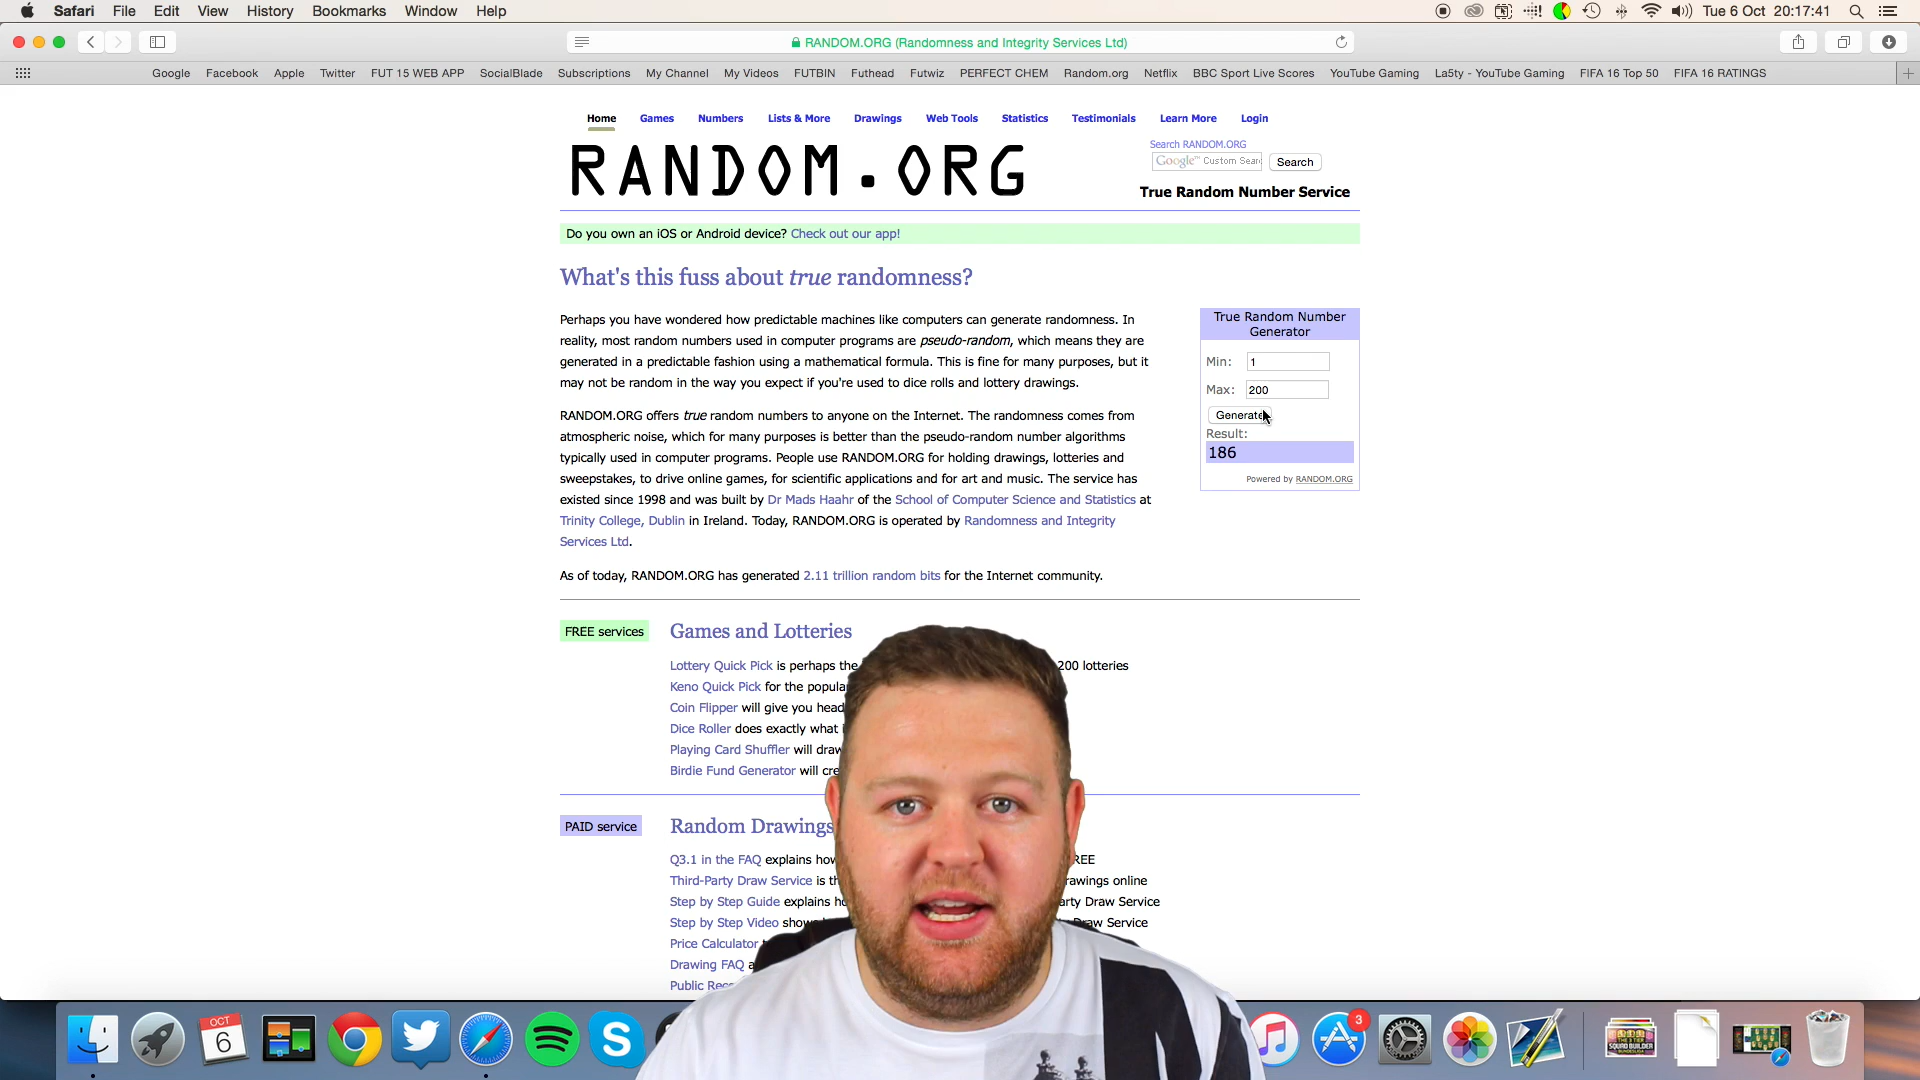 Safari File Edit View History Bookmarks Window Help Tue 6 Oct 20:17:41
RANDOM.ORG (Randomness and Integrity Services Ltd)
Google Facebook Apple Twitter FUT 15 WEB APP SocialBlade Subscriptions My Channel My Videos FUTBIN Futhead Futwiz PERFECT CHEM Random.org Netflix BBC Sport Live Scores YouTube Gaming La5ty - YouTube Gaming FIFA 16 Top 50 FIFA 16 RATINGS
Home Games Numbers Lists & More Drawings Web Tools Statistics Testimonials Learn More Login
Search RANDOM.ORG
RANDOM.ORG
Google™ Custom Sear Search
True Random Number Service
Do you own an iOS or Android device? Check out our app!
What's this fuss about true randomness?
Perhaps you have wondered how predictable machines like computers can generate randomness. In
reality, most random numbers used in computer programs are pseudo-random, which means they are
generated in a predictable fashion using a mathematical formula. This is fine for many purposes, but it
may not be random in the way you expect if you're used to dice rolls and lottery drawings.
RANDOM.ORG offers true random numbers to anyone on the Internet. The randomness comes from
atmospheric noise, which for many purposes is better than the pseudo-random number algorithms
typically used in computer programs. People use RANDOM.ORG for holding drawings, lotteries and
sweepstakes, to drive online games, for scientific applications and for art and music. The service has
existed since 1998 and was built by Dr Mads Haahr of the School of Computer Science and Statistics at
Trinity College, Dublin in Ireland. Today, RANDOM.ORG is operated by Randomness and Integrity
Services Ltd.
As of today, RANDOM.ORG has generated 2.11 trillion random bits for the Internet community.
True Random Number
Generator
Min: 1
Max: 200
Generate
Result:
186
Powered by RANDOM.ORG
FREE services Games and Lotteries
Lottery Quick Pick is perhaps the 200 lotteries
Keno Quick Pick for the popula
Coin Flipper will give you head
Dice Roller does exactly what
Playing Card Shuffler will draw
Birdie Fund Generator will cre
PAID service Random Drawings
Q3.1 in the FAQ explains how REE
Third-Party Draw Service is th rawings online
Step by Step Guide explains ho arty Draw Service
Step by Step Video show Draw Service
Price Calculator
Drawing FAQ a
Public Rec
OCT
6
3
SQUAD BUILDER